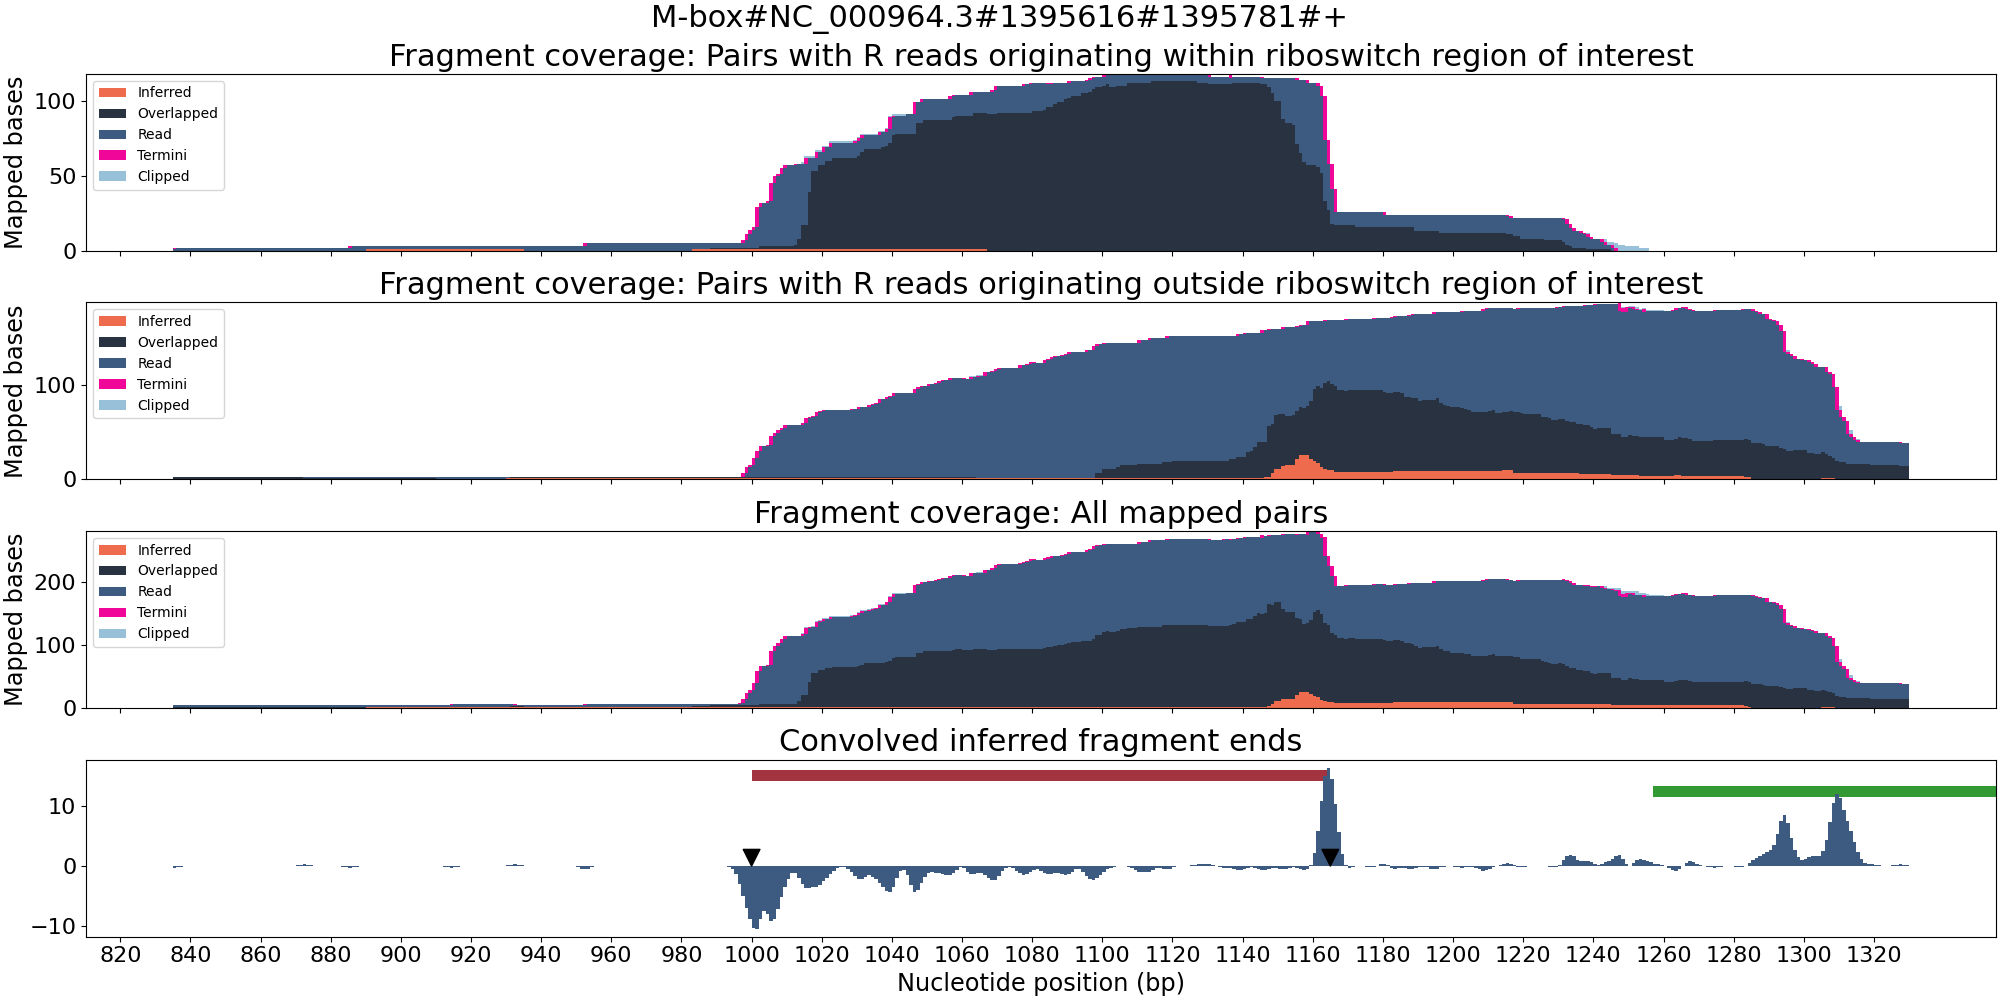 M-box#NC_000964.3#1395616#1395781#+
Fragment coverage: Pairs with R reads originating within riboswitch region of interest
Mapped bases
100
50
0
Inferred
Overlapped
Read
Termini
Clipped
Fragment coverage: Pairs with R reads originating outside riboswitch region of interest
Mapped bases
100
0
Inferred
Overlapped
Read
Termini
Clipped
Fragment coverage: All mapped pairs
Mapped bases
200
100
0
Inferred
Overlapped
Read
Termini
Clipped
Convolved inferred fragment ends
10
0
−10
820 840 860 880 900 920 940 960 980 1000 1020 1040 1060 1080 1100 1120 1140 1160 1180 1200 1220 1240 1260 1280 1300 1320
Nucleotide position (bp)